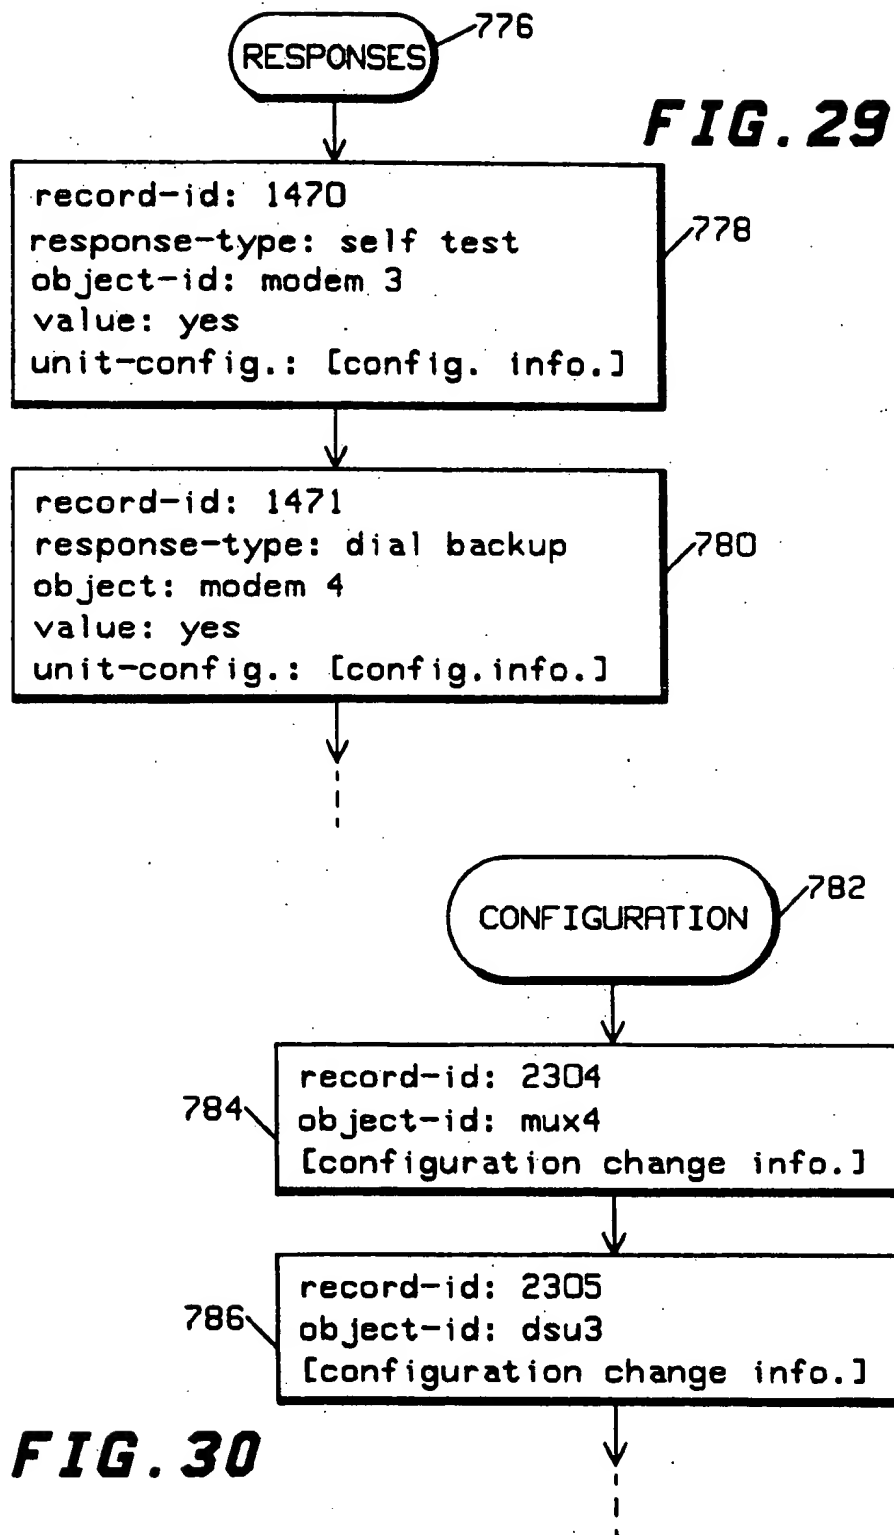 776
RESPONSES
FIG. 29
record-id: 1470
response-type: self test
object-id: modem 3
value: yes
unit-config.: [config. info.]
778
record-id: 1471
response-type: dial backup
object: modem 4
value: yes
unit-config.: [config.info.]
780
782
CONFIGURATION
784
record-id: 2304
object-id: mux4
[configuration change info.]
786
record-id: 2305
object-id: dsu3
[configuration change info.]
FIG. 30